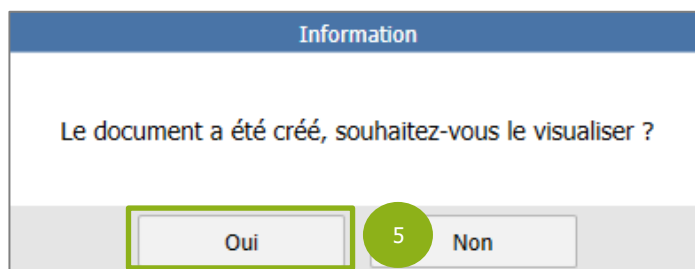 Information
Le document a été créé, souhaitez-vous le visualiser ?
Oui
5
Non